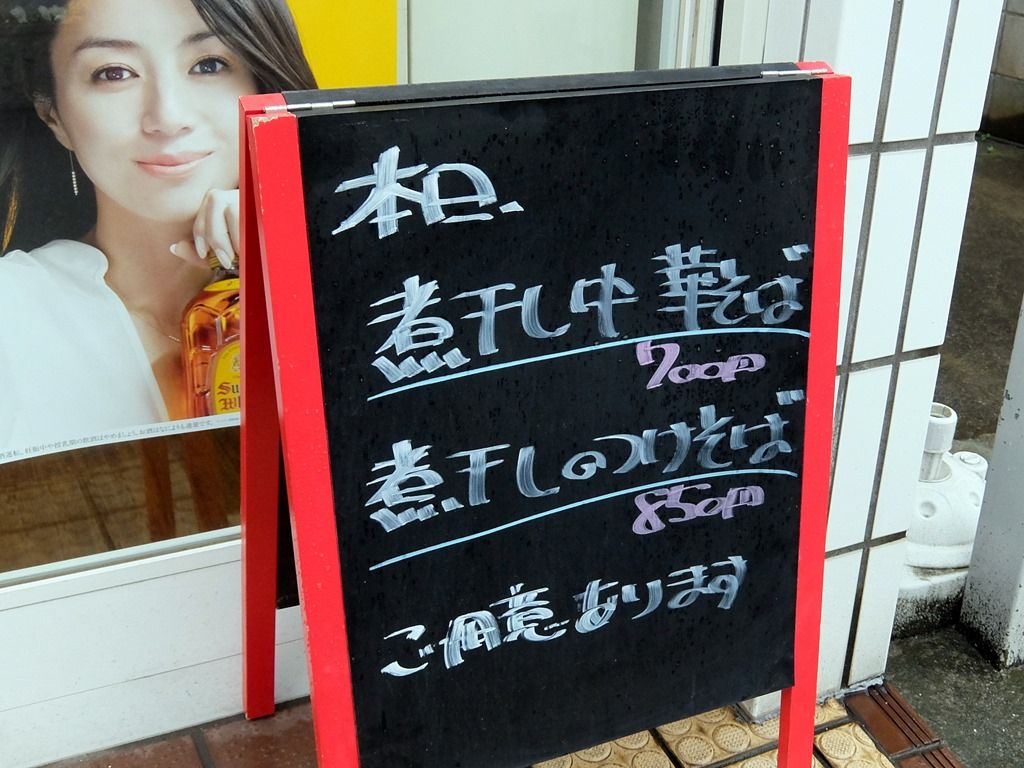 本日、
煮干し中華そば
700円
煮干しのつけそば
850円
ご用意あります